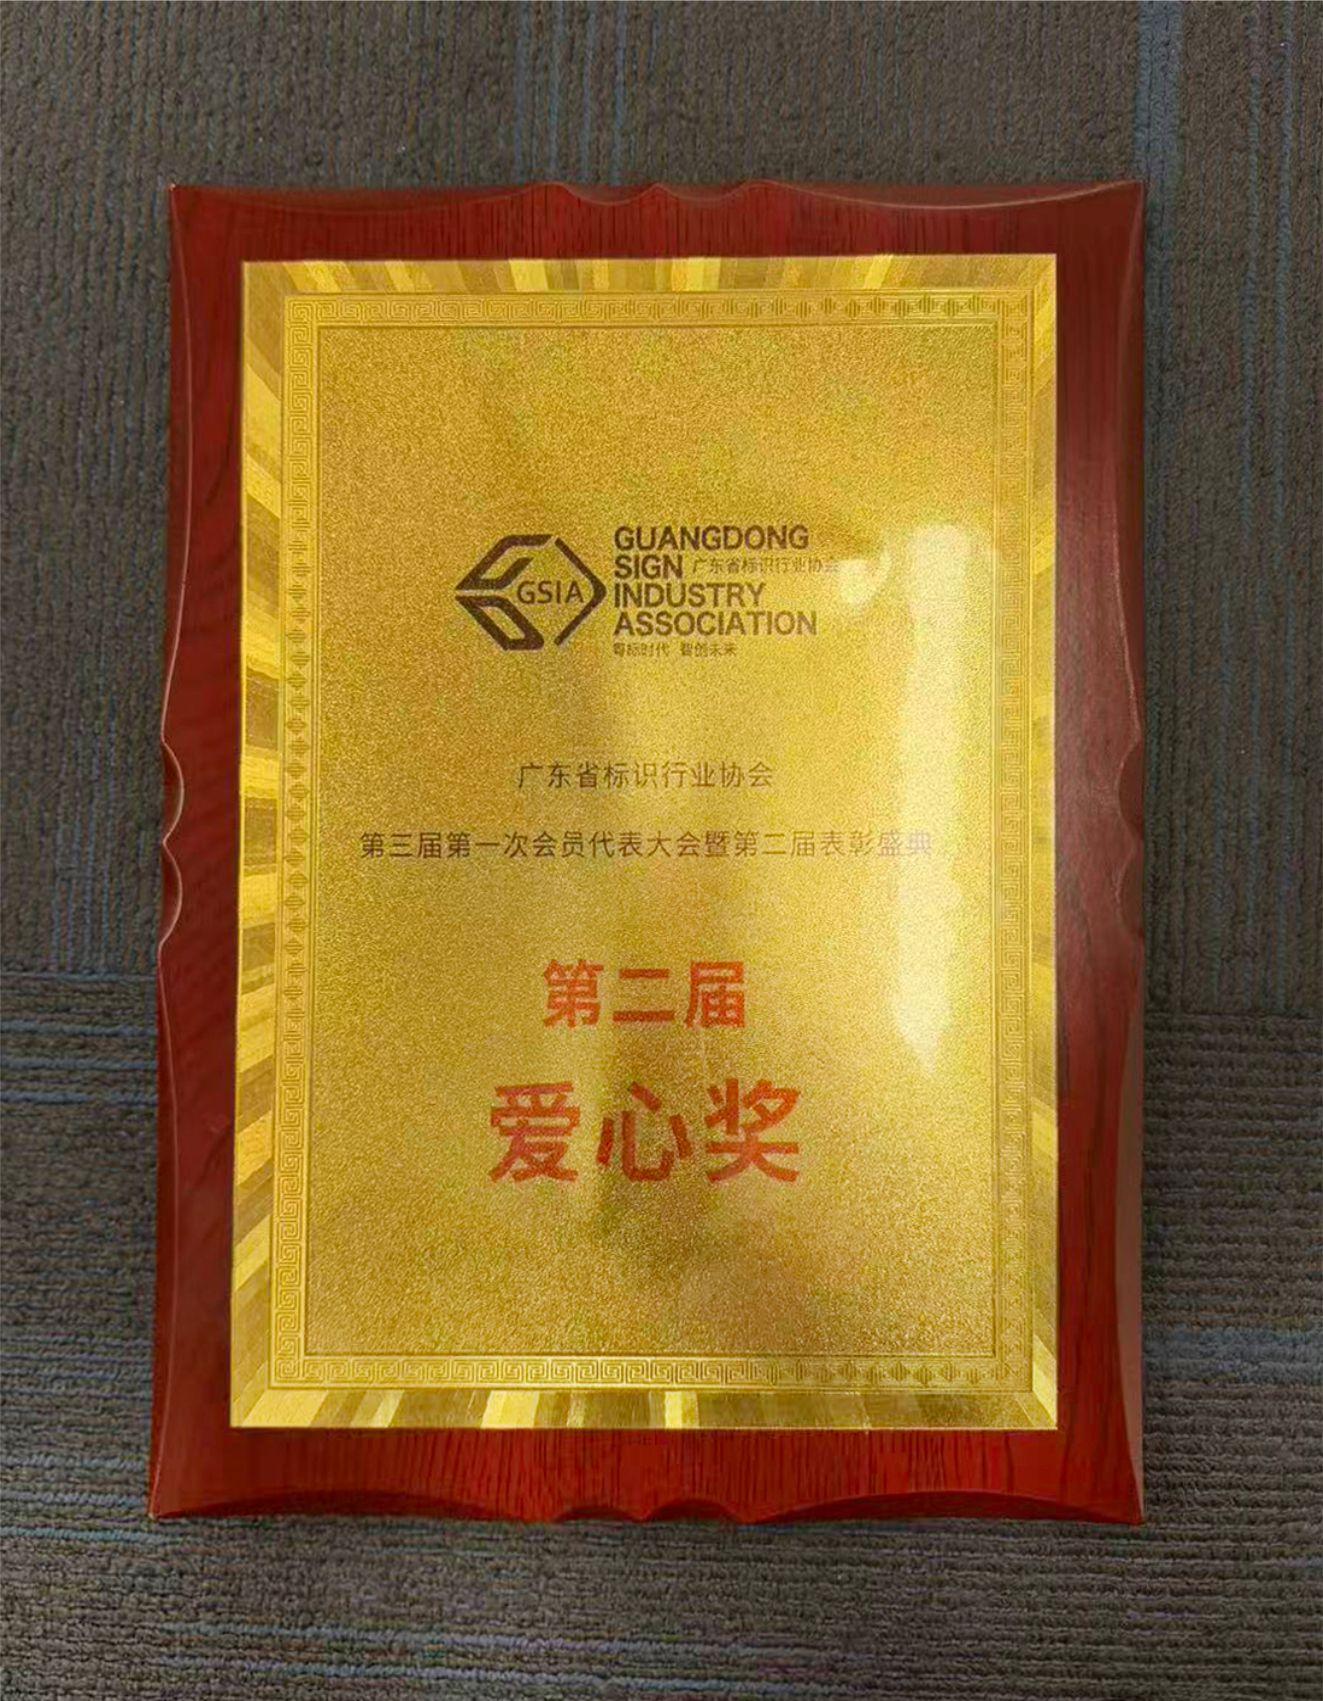 GSIA
GUANGDONG
SIGN 广东省标识行业协会
INDUSTRY
ASSOCIATION
粤标时代 智创未来
广东省标识行业协会
第三届第一次会员代表大会暨第二届表彰盛典
第二届
爱心奖